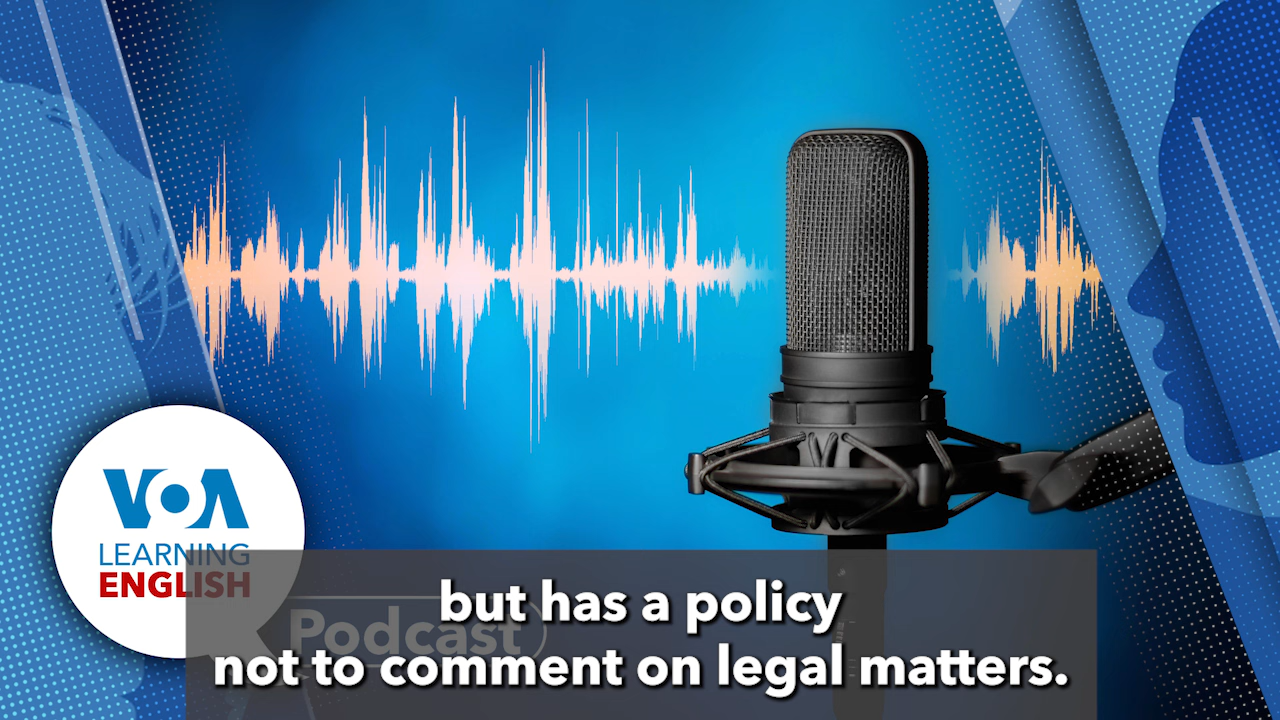 VOA
LEARNING
ENGLISH
Podcast
but has a policy
not to comment on legal matters.